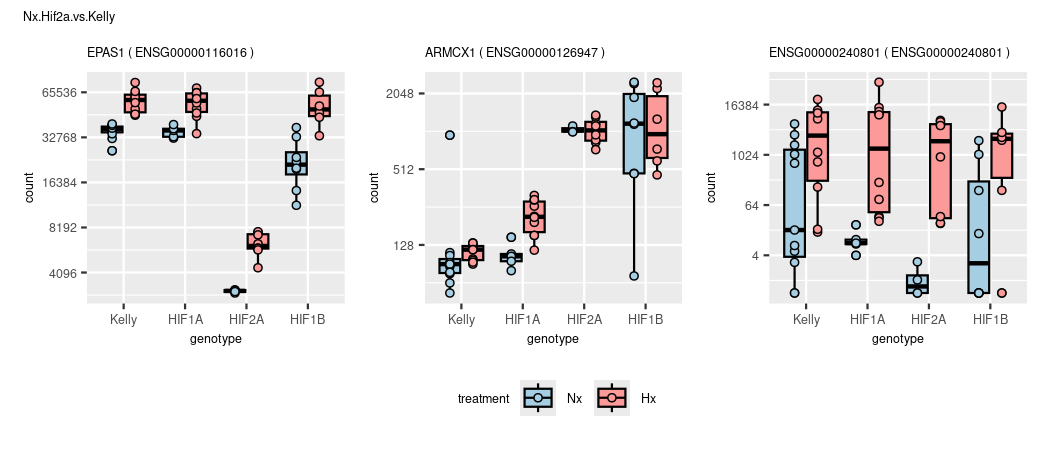 Nx.Hif2a.vs.Kelly
EPAS1 ( ENSG00000116016 )
65536
32768
16384
8192
4096
count
Kelly HIF1A HIF2A HIF1B
genotype
ARMCX1 ( ENSG00000126947 )
2048
512
128
count
Kelly HIF1A HIF2A HIF1B
genotype
ENSG00000240801 ( ENSG00000240801 )
16384
1024
64
4
count
Kelly HIF1A HIF2A HIF1B
genotype
treatment Nx Hx